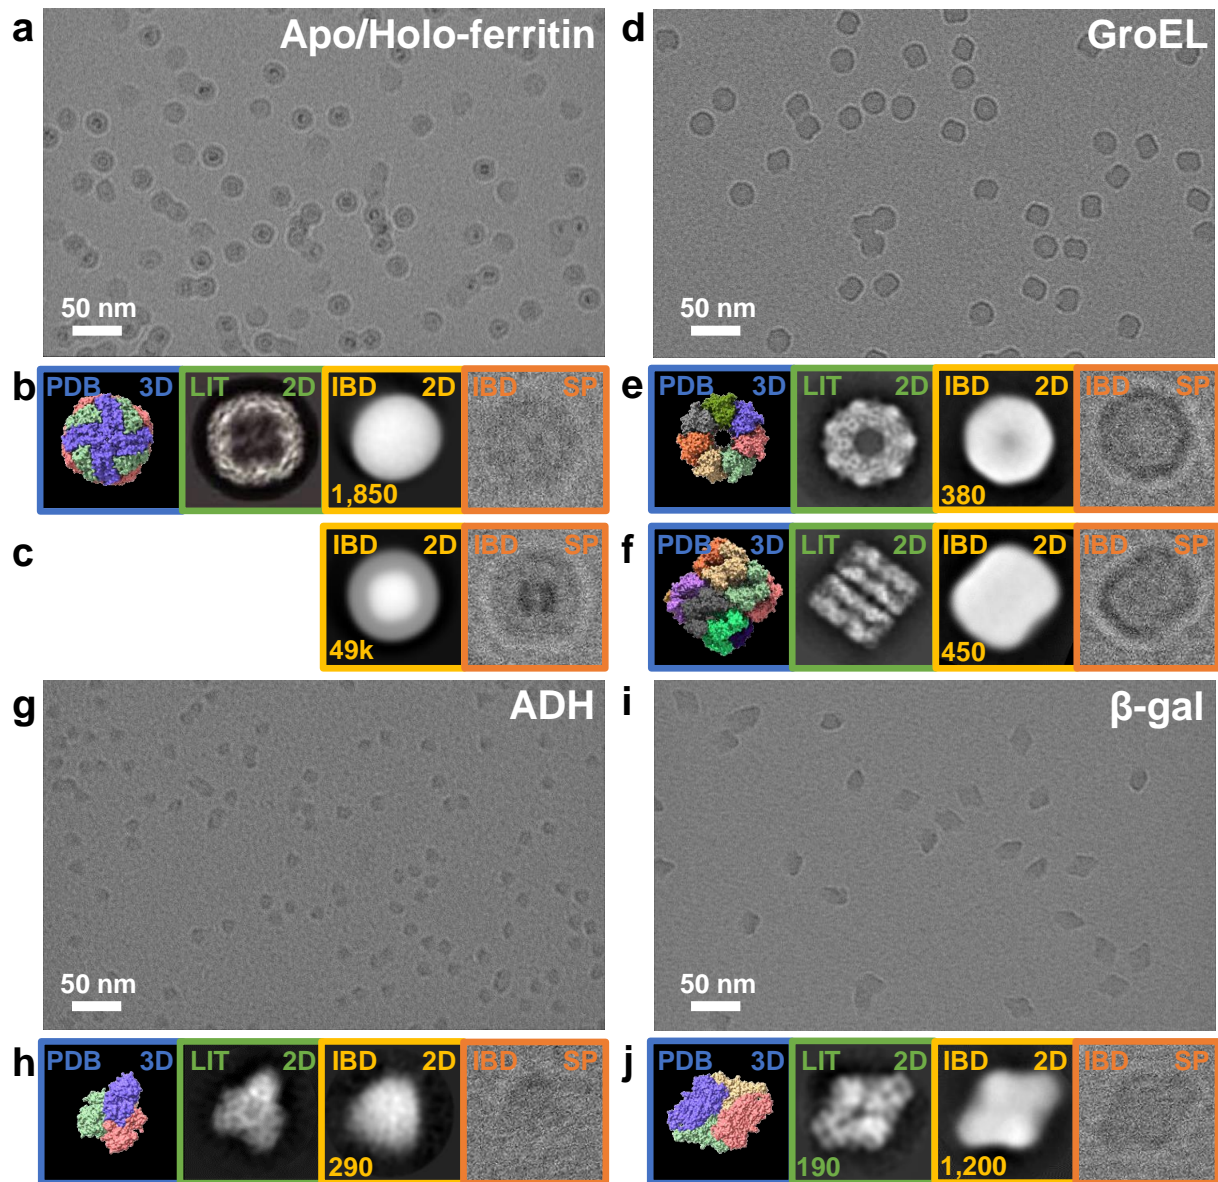 a Apo/Holo-ferritin
50 nm
d GroEL
50 nm
b PDB 3D LIT 2D IBD 2D IBD SP
1,850
e PDB 3D LIT 2D IBD 2D IBD SP
380
c IBD 2D IBD SP
49k
f PDB 3D LIT 2D IBD 2D IBD SP
450
g ADH
50 nm
i β-gal
50 nm
h PDB 3D LIT 2D IBD 2D IBD SP
290
j PDB 3D LIT 2D IBD 2D IBD SP
190 1,200